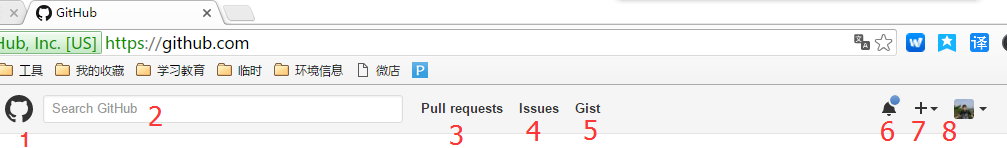 GitHub
Hub, Inc. [US] https://github.com 译
工具 我的收藏 学习教育 临时 环境信息 微店 P
Search GitHub Pull requests Issues Gist
1 2 3 4 5 6 7 8